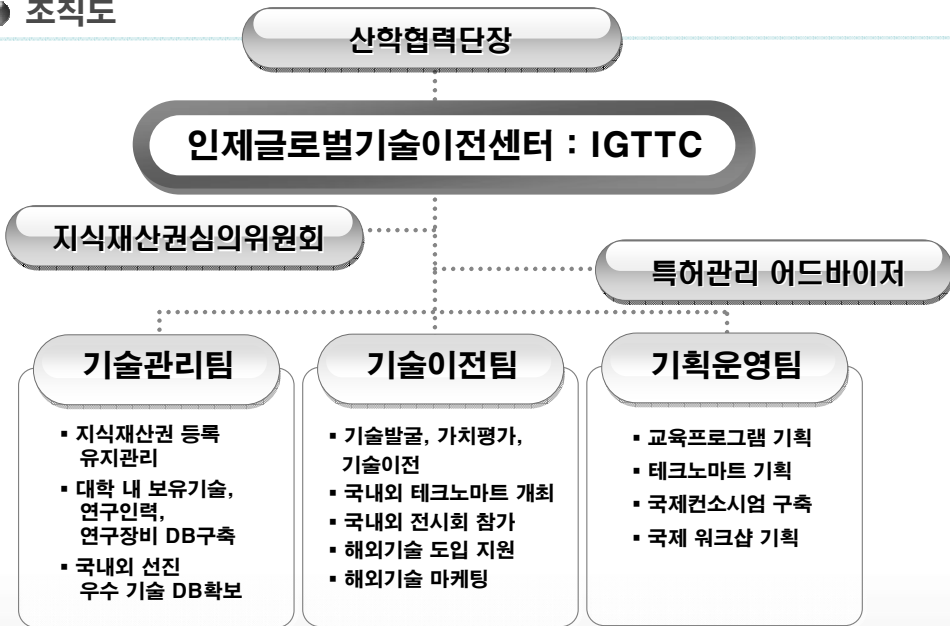 조직도
산학협력단장
인제글로벌기술이전센터 : IGTTC
지식재산권심의위원회
특허관리 어드바이저
기술관리팀
▪ 지식재산권 등록
유지관리
▪ 대학 내 보유기술,
연구인력,
연구장비 DB구축
▪ 국내외 선진
우수 기술 DB확보
기술이전팀
▪ 기술발굴, 가치평가,
기술이전
▪ 국내외 테크노마트 개최
▪ 국내외 전시회 참가
▪ 해외기술 도입 지원
▪ 해외기술 마케팅
기획운영팀
▪ 교육프로그램 기획
▪ 테크노마트 기획
▪ 국제컨소시엄 구축
▪ 국제 워크샵 기획